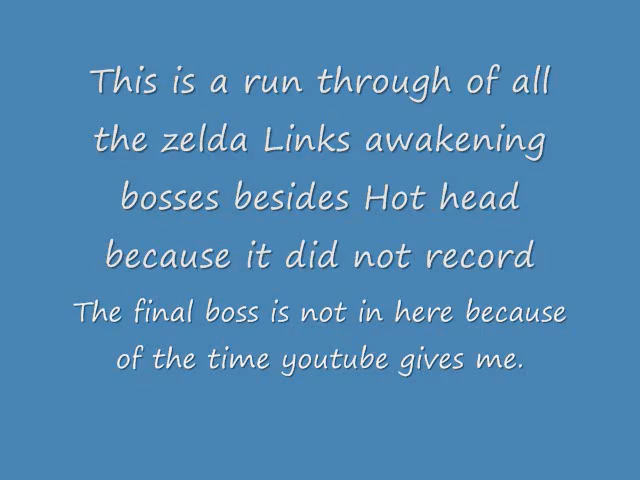 This is a run through of all
the zelda Links awakening
bosses besides Hot head
because it did not record
The final boss is not in here because
of the time youtube gives me.